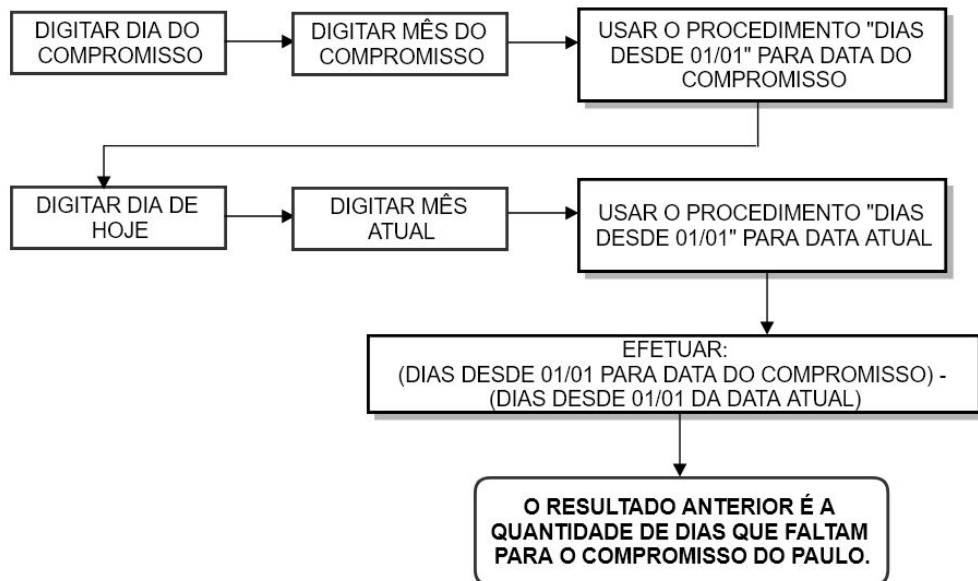 DIGITAR DIA DO
COMPROMISSO
DIGITAR MÊS DO
COMPROMISSO
USAR O PROCEDIMENTO "DIAS
DESDE 01/01" PARA DATA DO
COMPROMISSO
DIGITAR DIA DE
HOJE
DIGITAR MÊS
ATUAL
USAR O PROCEDIMENTO "DIAS
DESDE 01/01" PARA DATA ATUAL
EFETUAR:
(DIAS DESDE 01/01 PARA DATA DO COMPROMISSO) -
(DIAS DESDE 01/01 DA DATA ATUAL)
O RESULTADO ANTERIOR É A
QUANTIDADE DE DIAS QUE FALTAM
PARA O COMPROMISSO DO PAULO.